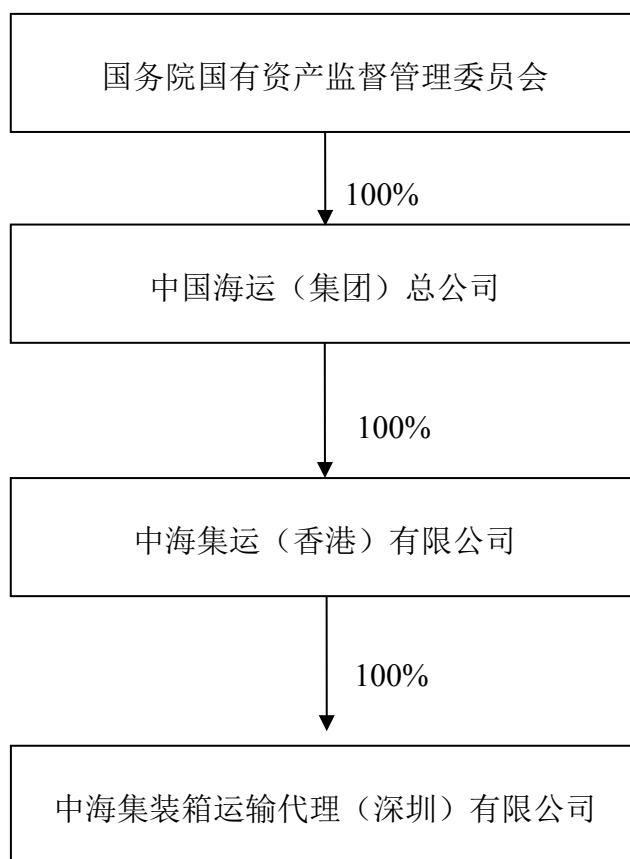 国务院国有资产监督管理委员会
100%
中国海运（集团）总公司
100%
中海集运（香港）有限公司
100%
中海集装箱运输代理（深圳）有限公司